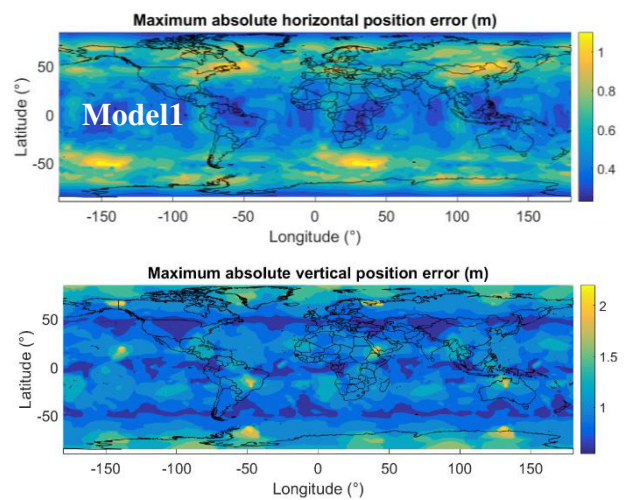 Maximum absolute horizontal position error (m)
50
0
-50
Latitude (°)
Model1
1
0.8
0.6
0.4
-150 -100 -50 0 50 100 150
Longitude (°)
Maximum absolute vertical position error (m)
50
0
-50
Latitude (°)
2
1.5
1
-150 -100 -50 0 50 100 150
Longitude (°)